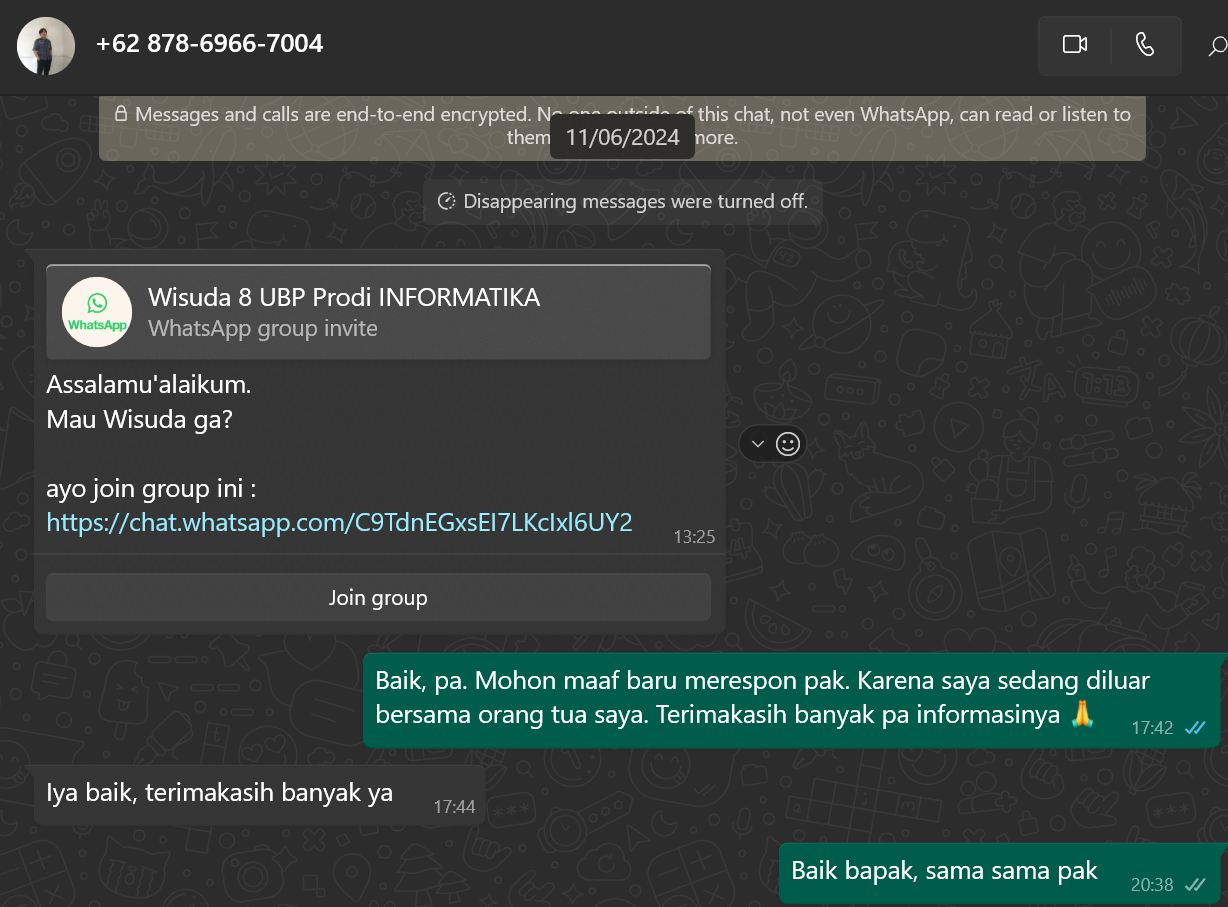 +62 878-6966-7004
Messages and calls are end-to-end encrypted. No one outside of this chat, not even WhatsApp, can read or listen to
them more.
11/06/2024
Disappearing messages were turned off.
Wisuda 8 UBP Prodi INFORMATIKA
WhatsApp
WhatsApp group invite
Assalamu'alaikum.
Mau Wisuda ga?
ayo join group ini :
https://chat.whatsapp.com/C9TdnEGxsEI7LKcIxl6UY2
13:25
Join group
Baik, pa. Mohon maaf baru merespon pak. Karena saya sedang diluar
bersama orang tua saya. Terimakasih banyak pa informasinya 🙏
17:42
Iya baik, terimakasih banyak ya
17:44
Baik bapak, sama sama pak
20:38